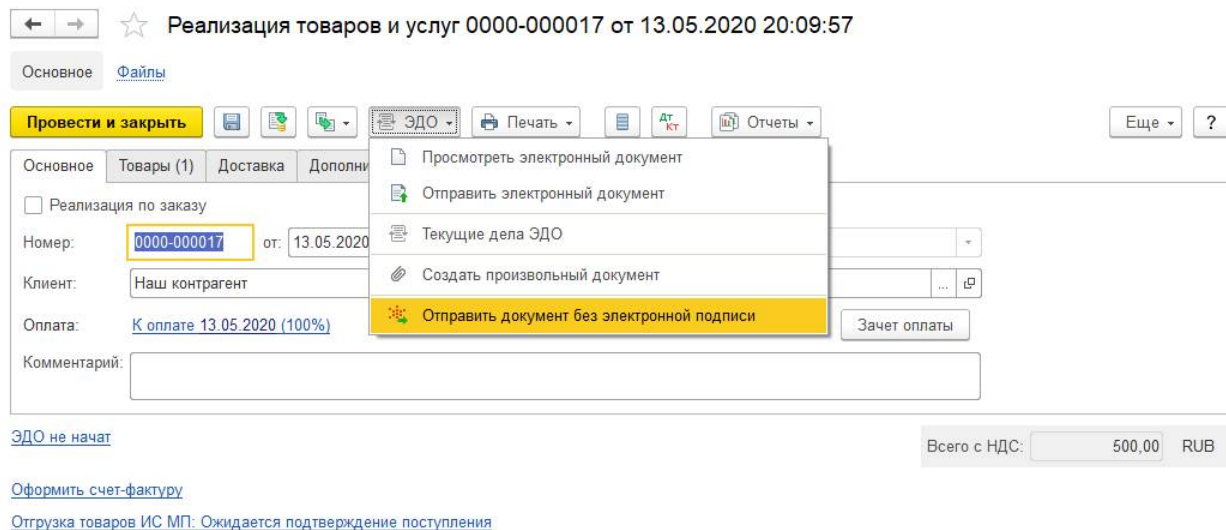 Реализация товаров и услуг 0000-000017 от 13.05.2020 20:09:57
Основное Файлы
Провести и закрыть ЭДО Печать Дт Кт Отчеты Еще ?
Основное Товары (1) Доставка Дополни
Просмотреть электронный документ
Отправить электронный документ
Текущие дела ЭДО
Создать произвольный документ
Отправить документ без электронной подписи
Реализация по заказу
Номер: 0000-000017 от: 13.05.2020
Клиент: Наш контрагент ...
Оплата: К оплате 13.05.2020 (100%) Зачет оплаты
Комментарий:
ЭДО не начат
Всего с НДС: 500,00 RUB
Оформить счет-фактуру
Отгрузка товаров ИС МП: Ожидается подтверждение поступления